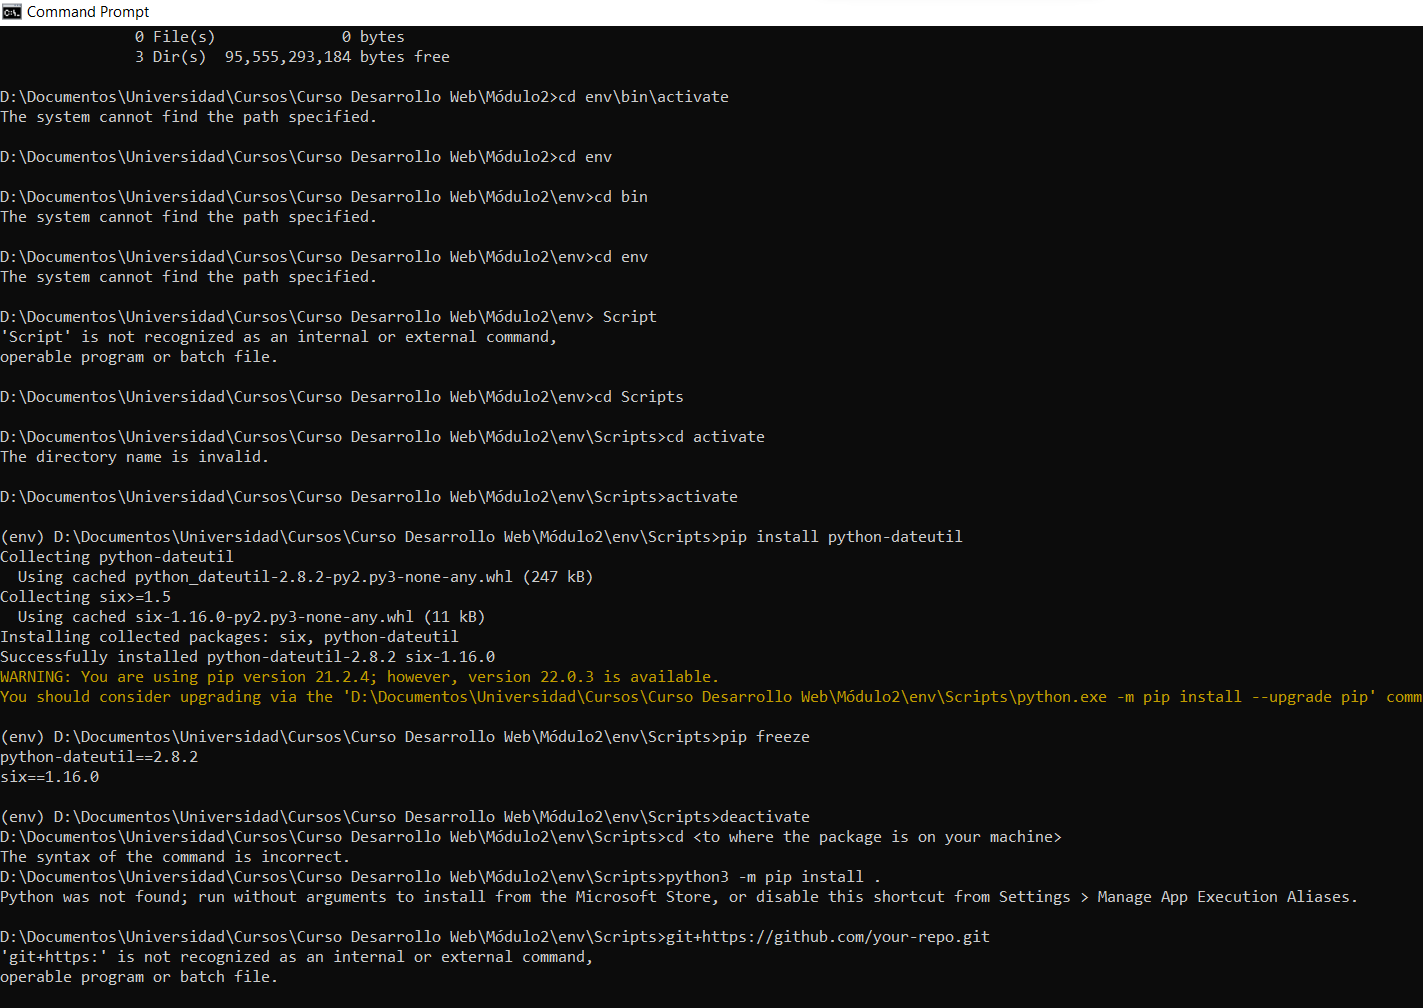 Command Prompt
0 File(s)              0 bytes
3 Dir(s)  95,555,293,184 bytes free
D:\Documentos\Universidad\Cursos\Curso Desarrollo Web\Módulo2>cd env\bin\activate
The system cannot find the path specified.
D:\Documentos\Universidad\Cursos\Curso Desarrollo Web\Módulo2>cd env
D:\Documentos\Universidad\Cursos\Curso Desarrollo Web\Módulo2\env>cd bin
The system cannot find the path specified.
D:\Documentos\Universidad\Cursos\Curso Desarrollo Web\Módulo2\env>cd env
The system cannot find the path specified.
D:\Documentos\Universidad\Cursos\Curso Desarrollo Web\Módulo2\env> Script
'Script' is not recognized as an internal or external command,
operable program or batch file.
D:\Documentos\Universidad\Cursos\Curso Desarrollo Web\Módulo2\env>cd Scripts
D:\Documentos\Universidad\Cursos\Curso Desarrollo Web\Módulo2\env\Scripts>cd activate
The directory name is invalid.
D:\Documentos\Universidad\Cursos\Curso Desarrollo Web\Módulo2\env\Scripts>activate
(env) D:\Documentos\Universidad\Cursos\Curso Desarrollo Web\Módulo2\env\Scripts>pip install python-dateutil
Collecting python-dateutil
  Using cached python_dateutil-2.8.2-py2.py3-none-any.whl (247 kB)
Collecting six>=1.5
  Using cached six-1.16.0-py2.py3-none-any.whl (11 kB)
Installing collected packages: six, python-dateutil
Successfully installed python-dateutil-2.8.2 six-1.16.0
WARNING: You are using pip version 21.2.4; however, version 22.0.3 is available.
You should consider upgrading via the 'D:\Documentos\Universidad\Cursos\Curso Desarrollo Web\Módulo2\env\Scripts\python.exe -m pip install --upgrade pip' comm
(env) D:\Documentos\Universidad\Cursos\Curso Desarrollo Web\Módulo2\env\Scripts>pip freeze
python-dateutil==2.8.2
six==1.16.0
(env) D:\Documentos\Universidad\Cursos\Curso Desarrollo Web\Módulo2\env\Scripts>deactivate
D:\Documentos\Universidad\Cursos\Curso Desarrollo Web\Módulo2\env\Scripts>cd <to where the package is on your machine>
The syntax of the command is incorrect.
D:\Documentos\Universidad\Cursos\Curso Desarrollo Web\Módulo2\env\Scripts>python3 -m pip install .
Python was not found; run without arguments to install from the Microsoft Store, or disable this shortcut from Settings > Manage App Execution Aliases.
D:\Documentos\Universidad\Cursos\Curso Desarrollo Web\Módulo2\env\Scripts>git+https://github.com/your-repo.git
'git+https:' is not recognized as an internal or external command,
operable program or batch file.